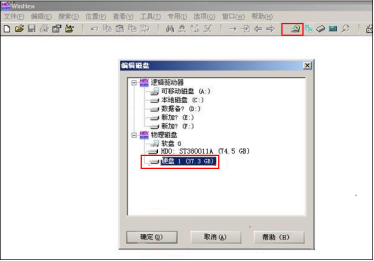 WinHex
文件(F) 编辑(E) 搜索(S) 位置(P) 查看(V) 工具(T) 专用(I) 选项(O) 窗口(W) 帮助(H)
编辑磁盘
逻辑驱动器
可移动磁盘 (A:)
本地磁盘 (C:)
数据备? (D:)
新加? (E:)
新加? (F:)
物理磁盘
软盘 0
HD0: ST380011A (74.5 GB)
硬盘 1 (37.3 GB)
确定(O) 取消(A) 帮助(H)